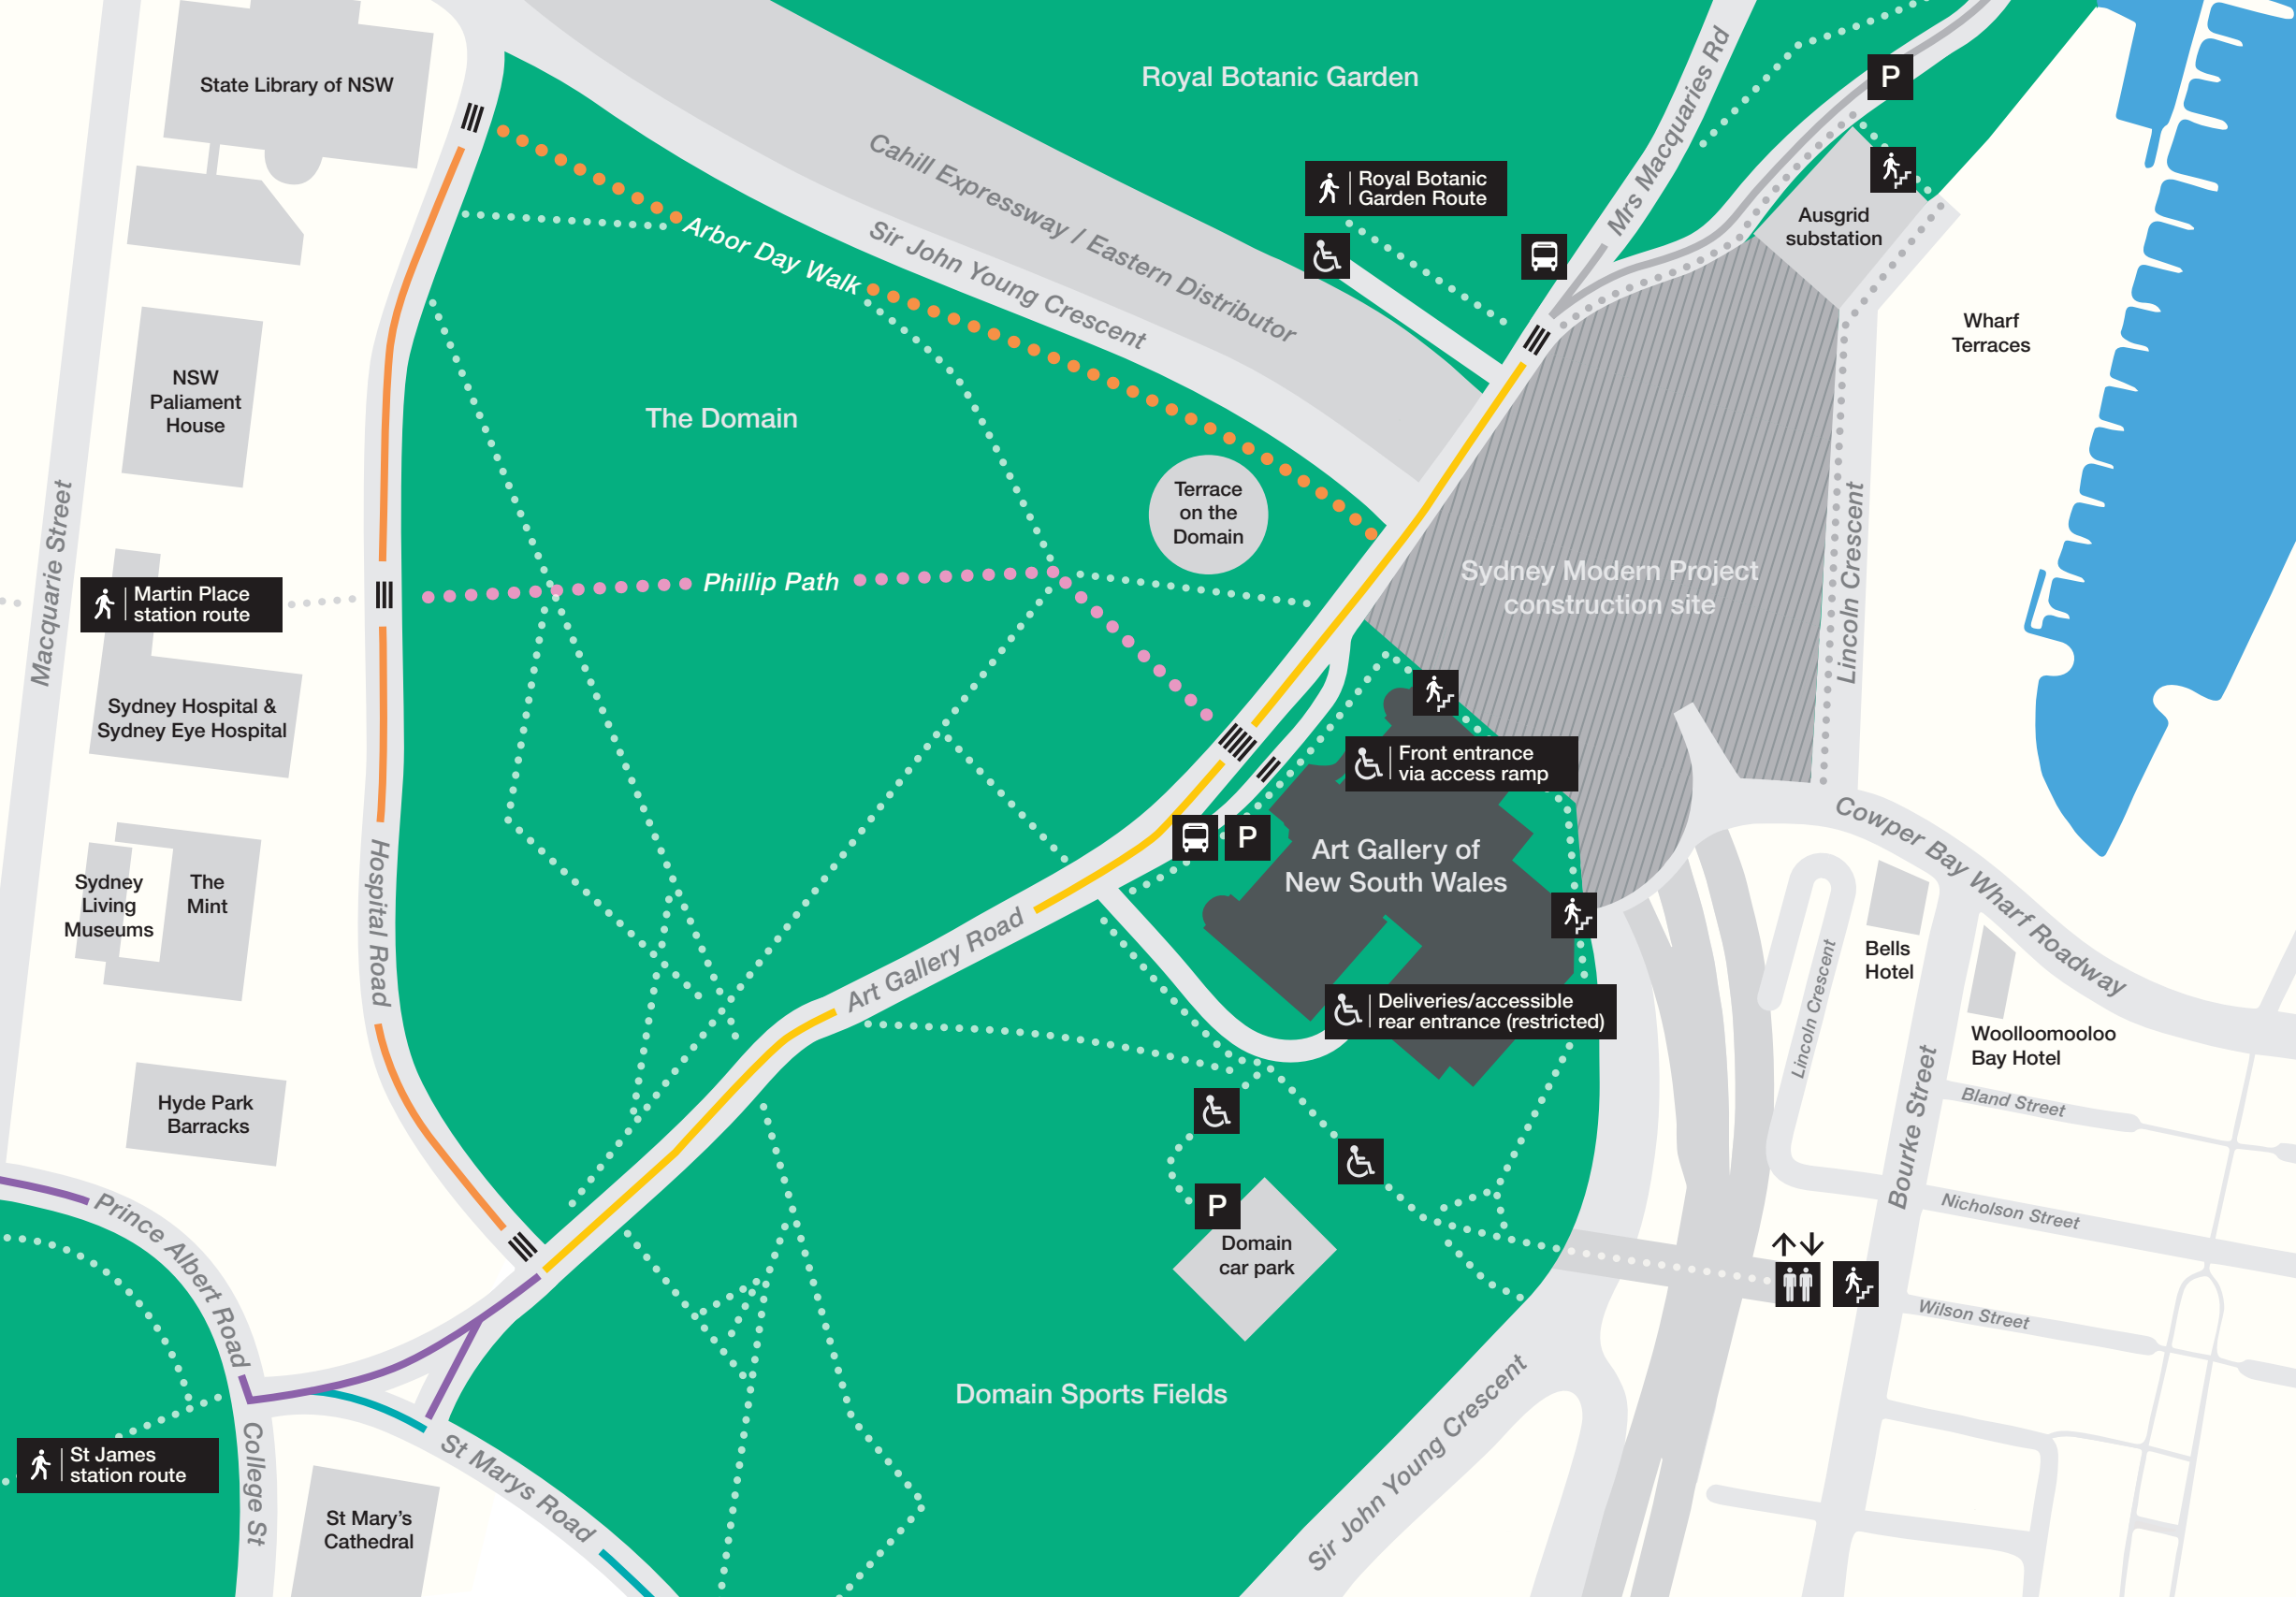 State Library of NSW
Royal Botanic Garden
Mrs Macquaries Rd
P
Cahill Expressway / Eastern Distributor
Sir John Young Crescent
Royal Botanic
Garden Route
Ausgrid
substation
Arbor Day Walk
Wharf
Terraces
NSW
Paliament
House
The Domain
Terrace
on the
Domain
Macquarie Street
Martin Place
station route
Phillip Path
Sydney Modern Project
construction site
Lincoln Crescent
Sydney Hospital &
Sydney Eye Hospital
Front entrance
via access ramp
P
Art Gallery of
New South Wales
Cowper Bay Wharf Roadway
Sydney
Living
Museums
The
Mint
Hospital Road
Art Gallery Road
Bells
Hotel
Lincoln Crescent
Deliveries/accessible
rear entrance (restricted)
Woolloomooloo
Bay Hotel
Hyde Park
Barracks
Bland Street
Bourke Street
Nicholson Street
Prince Albert Road
P
Domain
car park
Wilson Street
Domain Sports Fields
Sir John Young Crescent
St James
station route
College St
St Marys Road
St Mary’s
Cathedral